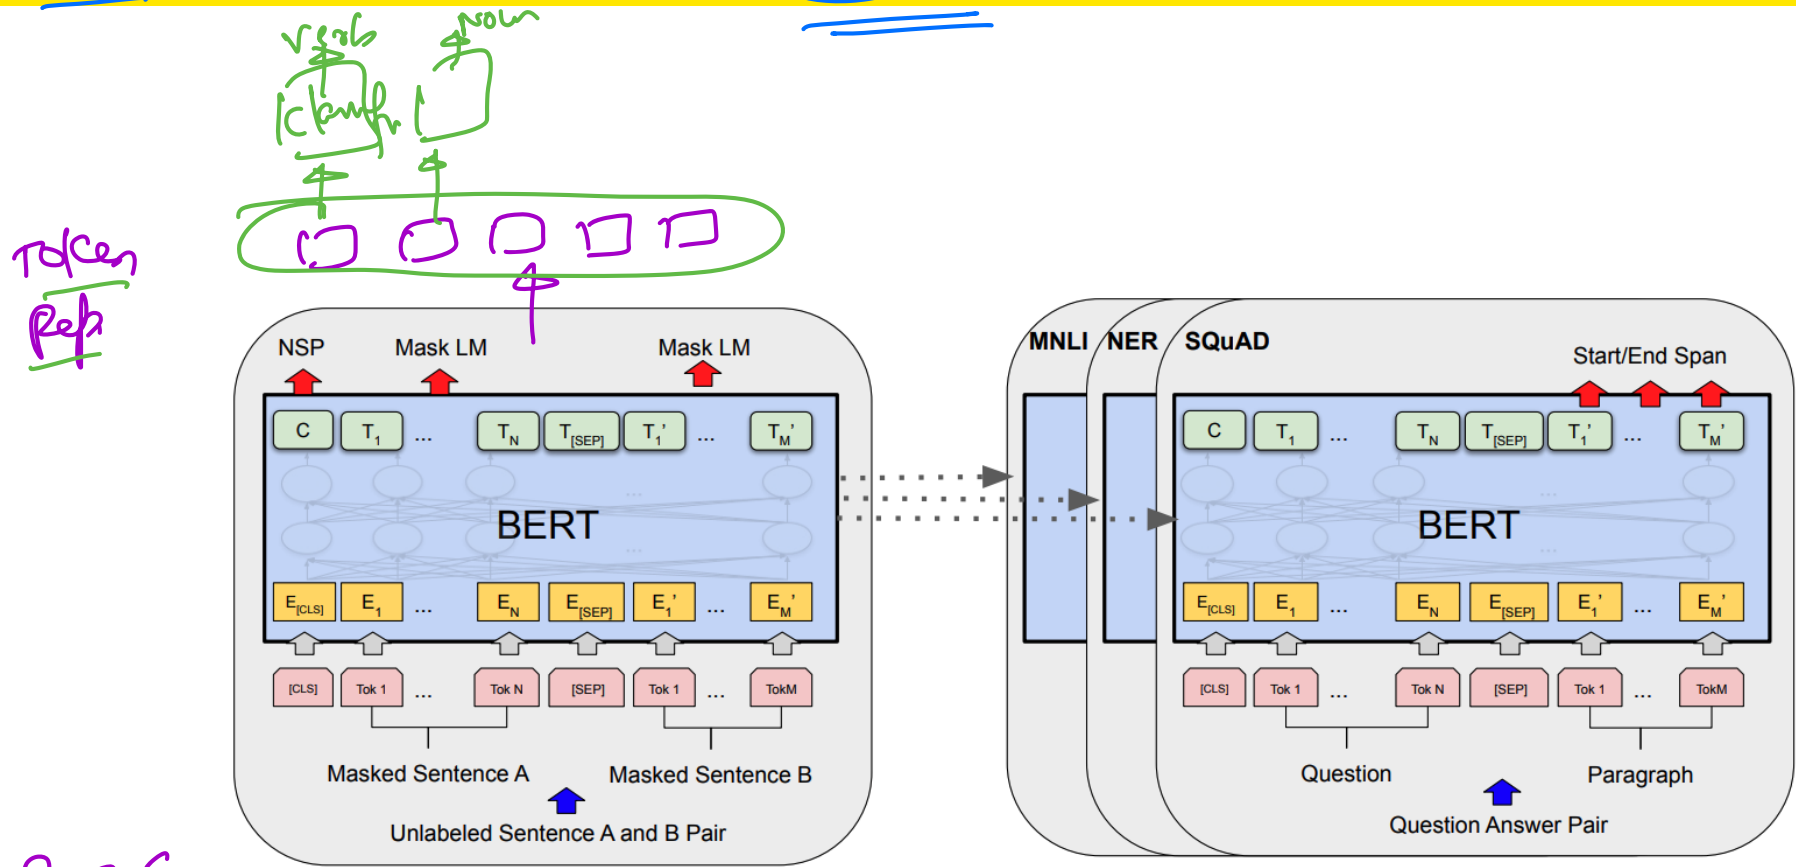 verb
Noun
Token
Rep
NSP Mask LM Mask LM
C T1 ... TN T[SEP] T1' ... TM'
...
BERT
...
E[CLS] E1 ... EN E[SEP] E1' ... EM'
[CLS] Tok 1 ... Tok N [SEP] Tok 1 ... TokM
Masked Sentence A Masked Sentence B
Unlabeled Sentence A and B Pair
MNLI NER SQuAD
Start/End Span
C T1 ... TN T[SEP] T1' ... TM'
...
BERT
...
E[CLS] E1 ... EN E[SEP] E1' ... EM'
[CLS] Tok 1 ... Tok N [SEP] Tok 1 ... TokM
Question Paragraph
Question Answer Pair